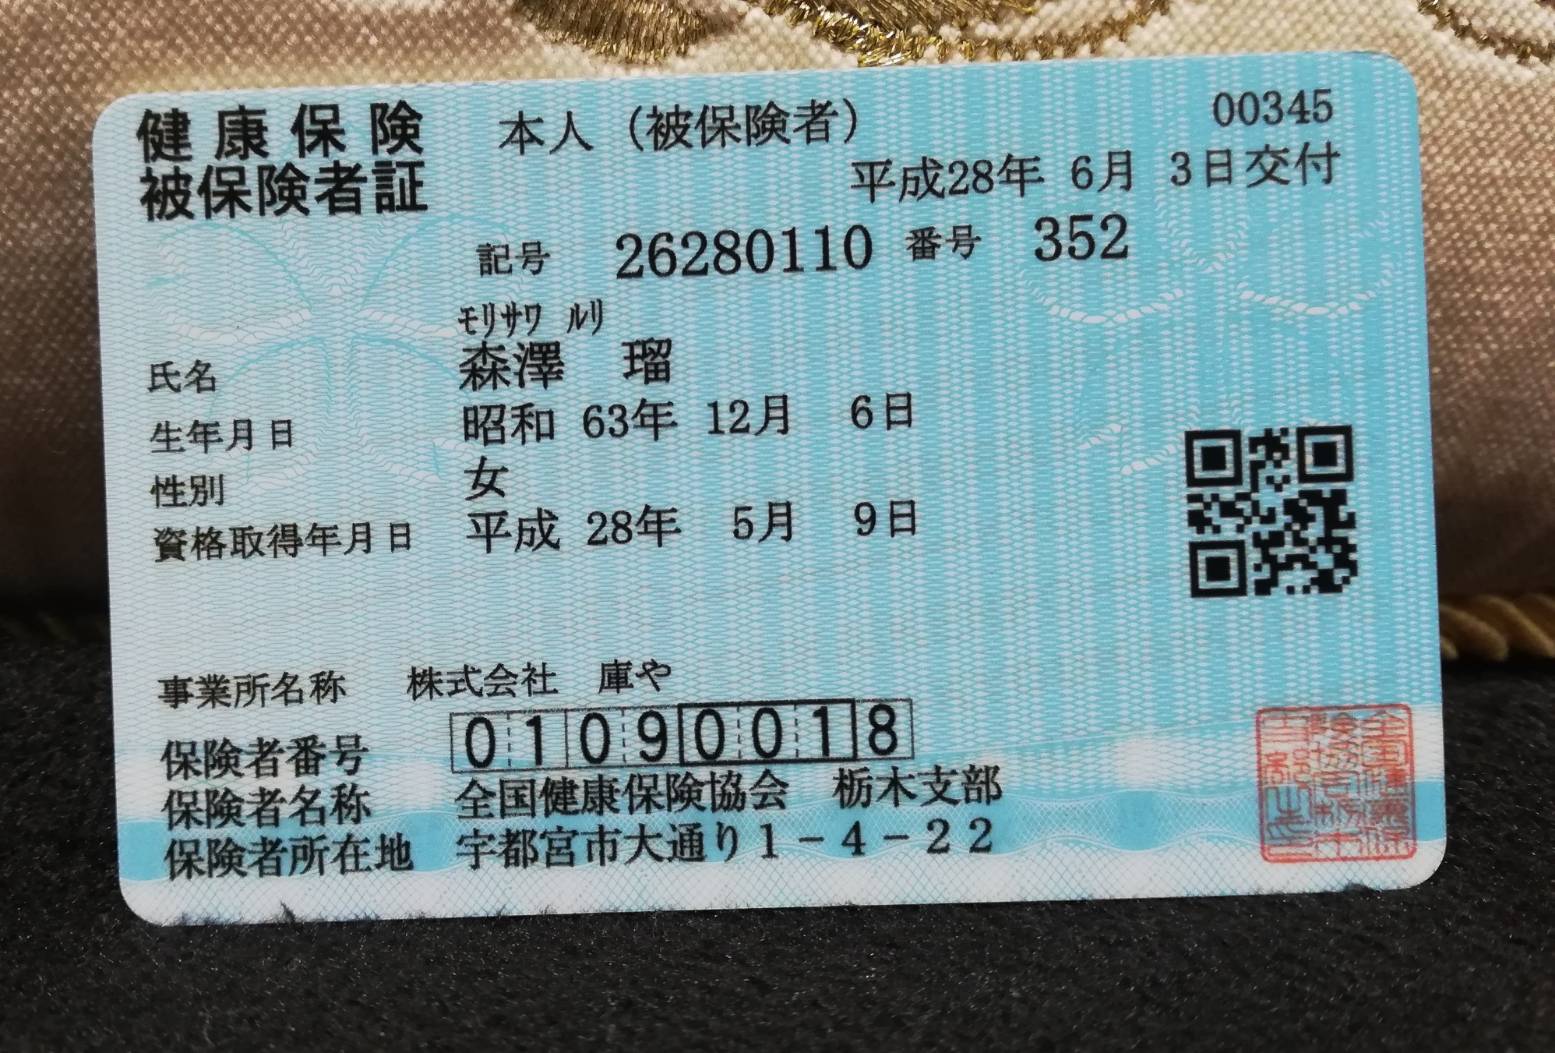 健康保険 本人（被保険者） 00345
被保険者証 平成28年 6月 3日交付
記号 26280110 番号 352
ﾓﾘｻﾜ ﾙﾘ
氏名 森澤 瑠
生年月日 昭和 63年 12月 6日
性別 女
資格取得年月日 平成 28年 5月 9日
事業所名称 株式会社 庫や
保険者番号 01090018
保険者名称 全国健康保険協会 栃木支部
保険者所在地 宇都宮市大通り1-4-22